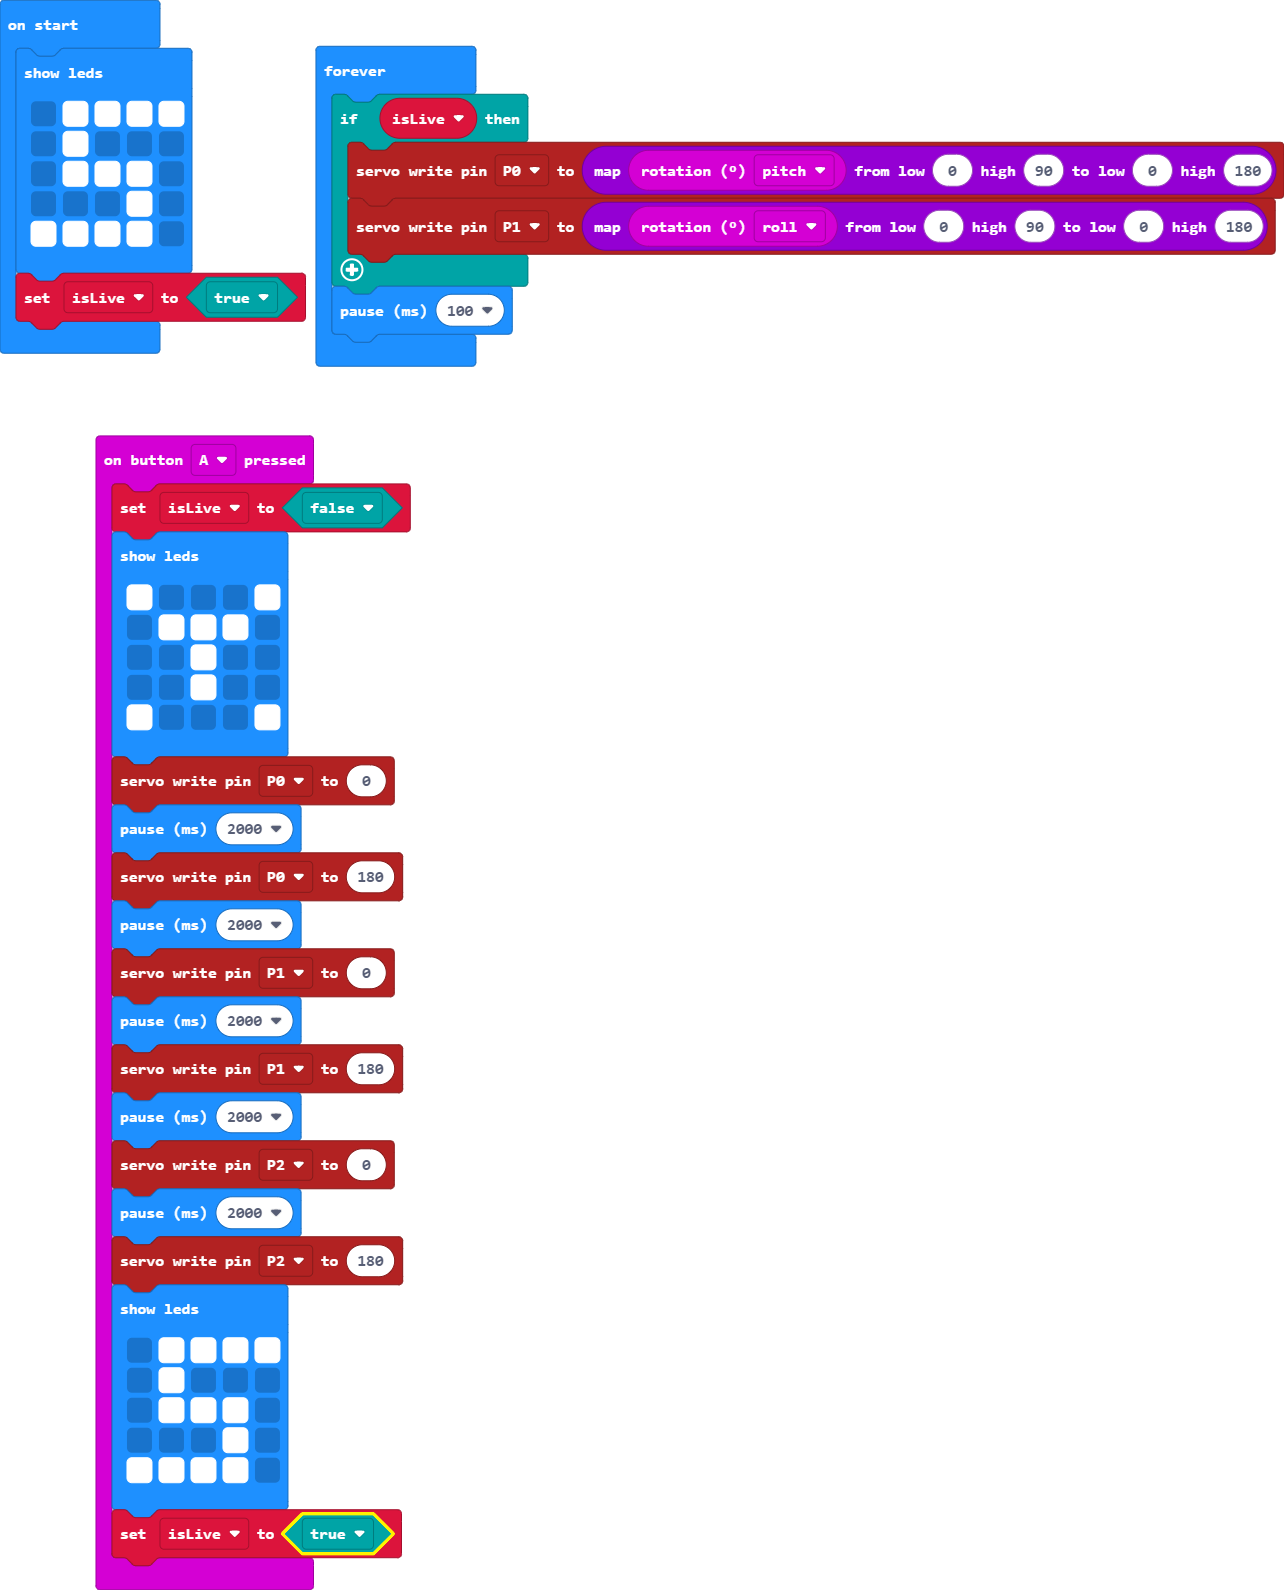 on start
show leds
set isLive to true
forever
if isLive then
servo write pin P0 to map rotation (º) pitch from low 0 high 90 to low 0 high 180
servo write pin P1 to map rotation (º) roll from low 0 high 90 to low 0 high 180
pause (ms) 100
on button A pressed
set isLive to false
show leds
servo write pin P0 to 0
pause (ms) 2000
servo write pin P0 to 180
pause (ms) 2000
servo write pin P1 to 0
pause (ms) 2000
servo write pin P1 to 180
pause (ms) 2000
servo write pin P2 to 0
pause (ms) 2000
servo write pin P2 to 180
show leds
set isLive to true